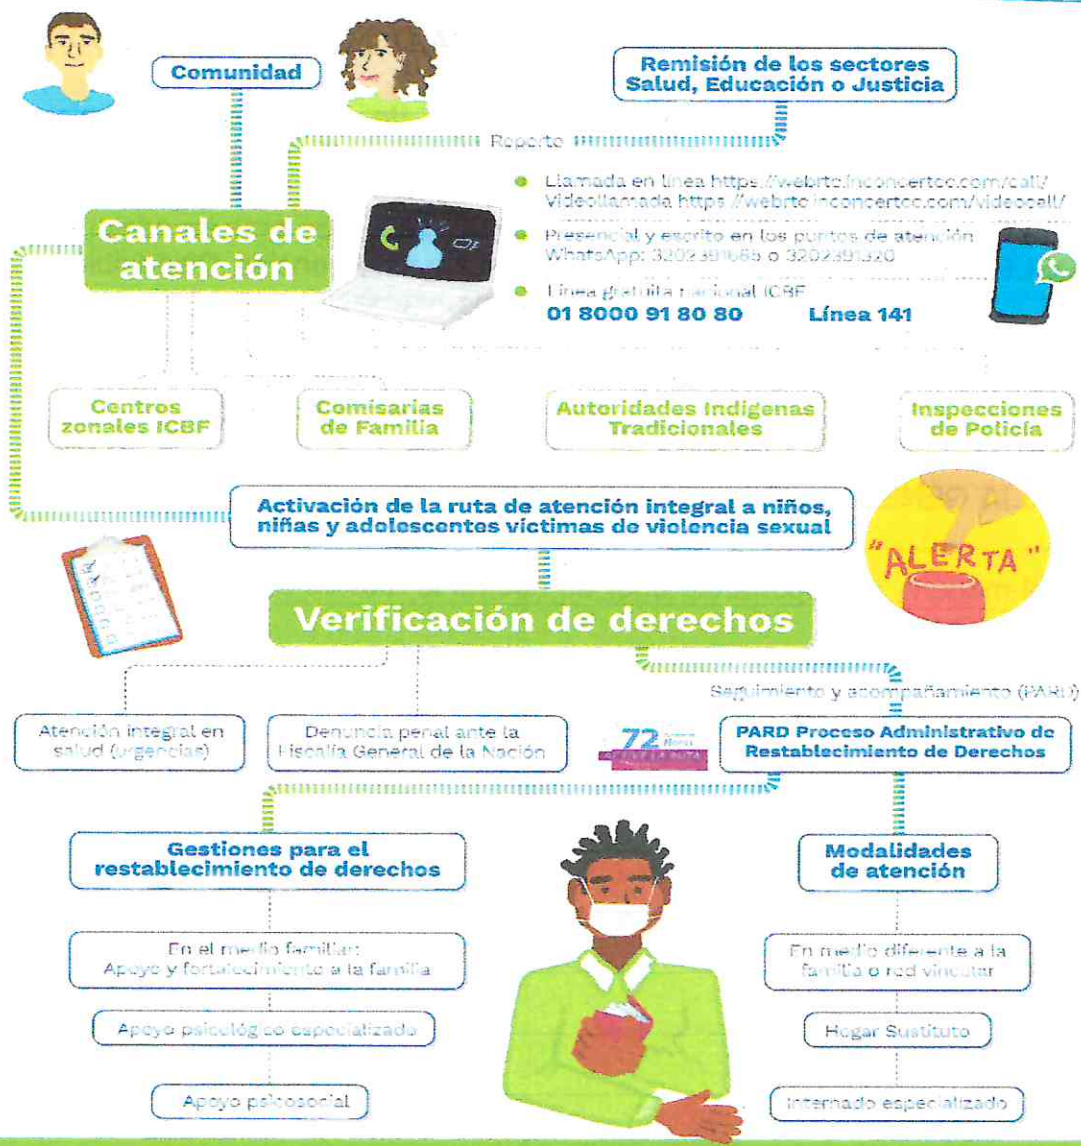 Comunidad
Remisión de los sectores
Salud, Educación o Justicia
Reporte
Canales de
atención
Llamada en línea https://webrtc.inconcertcc.com/call/
Videollamada https://webrtc.inconcertcc.com/videocall/
Presencial y escrito en los puntos de atención
WhatsApp: 3202391685 o 3202391320
Línea gratuita nacional ICBF
01 8000 91 80 80 Línea 141
Centros
zonales ICBF
Comisarias
de Familia
Autoridades Indígenas
Tradicionales
Inspecciones
de Policía
Activación de la ruta de atención integral a niños,
niñas y adolescentes víctimas de violencia sexual
"ALERTA"
Verificación de derechos
Seguimiento y acompañamiento (PARD)
Atención integral en
salud (urgencias)
Denuncia penal ante la
Fiscalía General de la Nación
72
Horas
PARD Proceso Administrativo de
Restablecimiento de Derechos
Gestiones para el
restablecimiento de derechos
Modalidades
de atención
En el medio familiar:
Apoyo y fortalecimiento a la familia
En medio diferente a la
familia o red vincular
Apoyo psicológico especializado
Hogar Sustituto
Apoyo psicosocial
Internado especializado